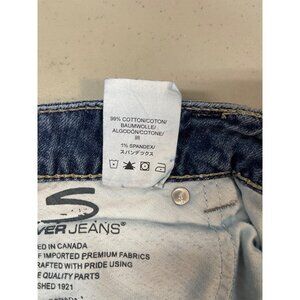 99% COTTON/COTON/
BAUMWOLLE/
ALGODÓN/COTONE/
綿
1% SPANDEX/
スパンデックス
S
VER JEANS®
ED IN CANADA
F IMPORTED PREMIUM FABRICS
RAFTED WITH PRIDE USING
E QUALITY PARTS
SHED 1921